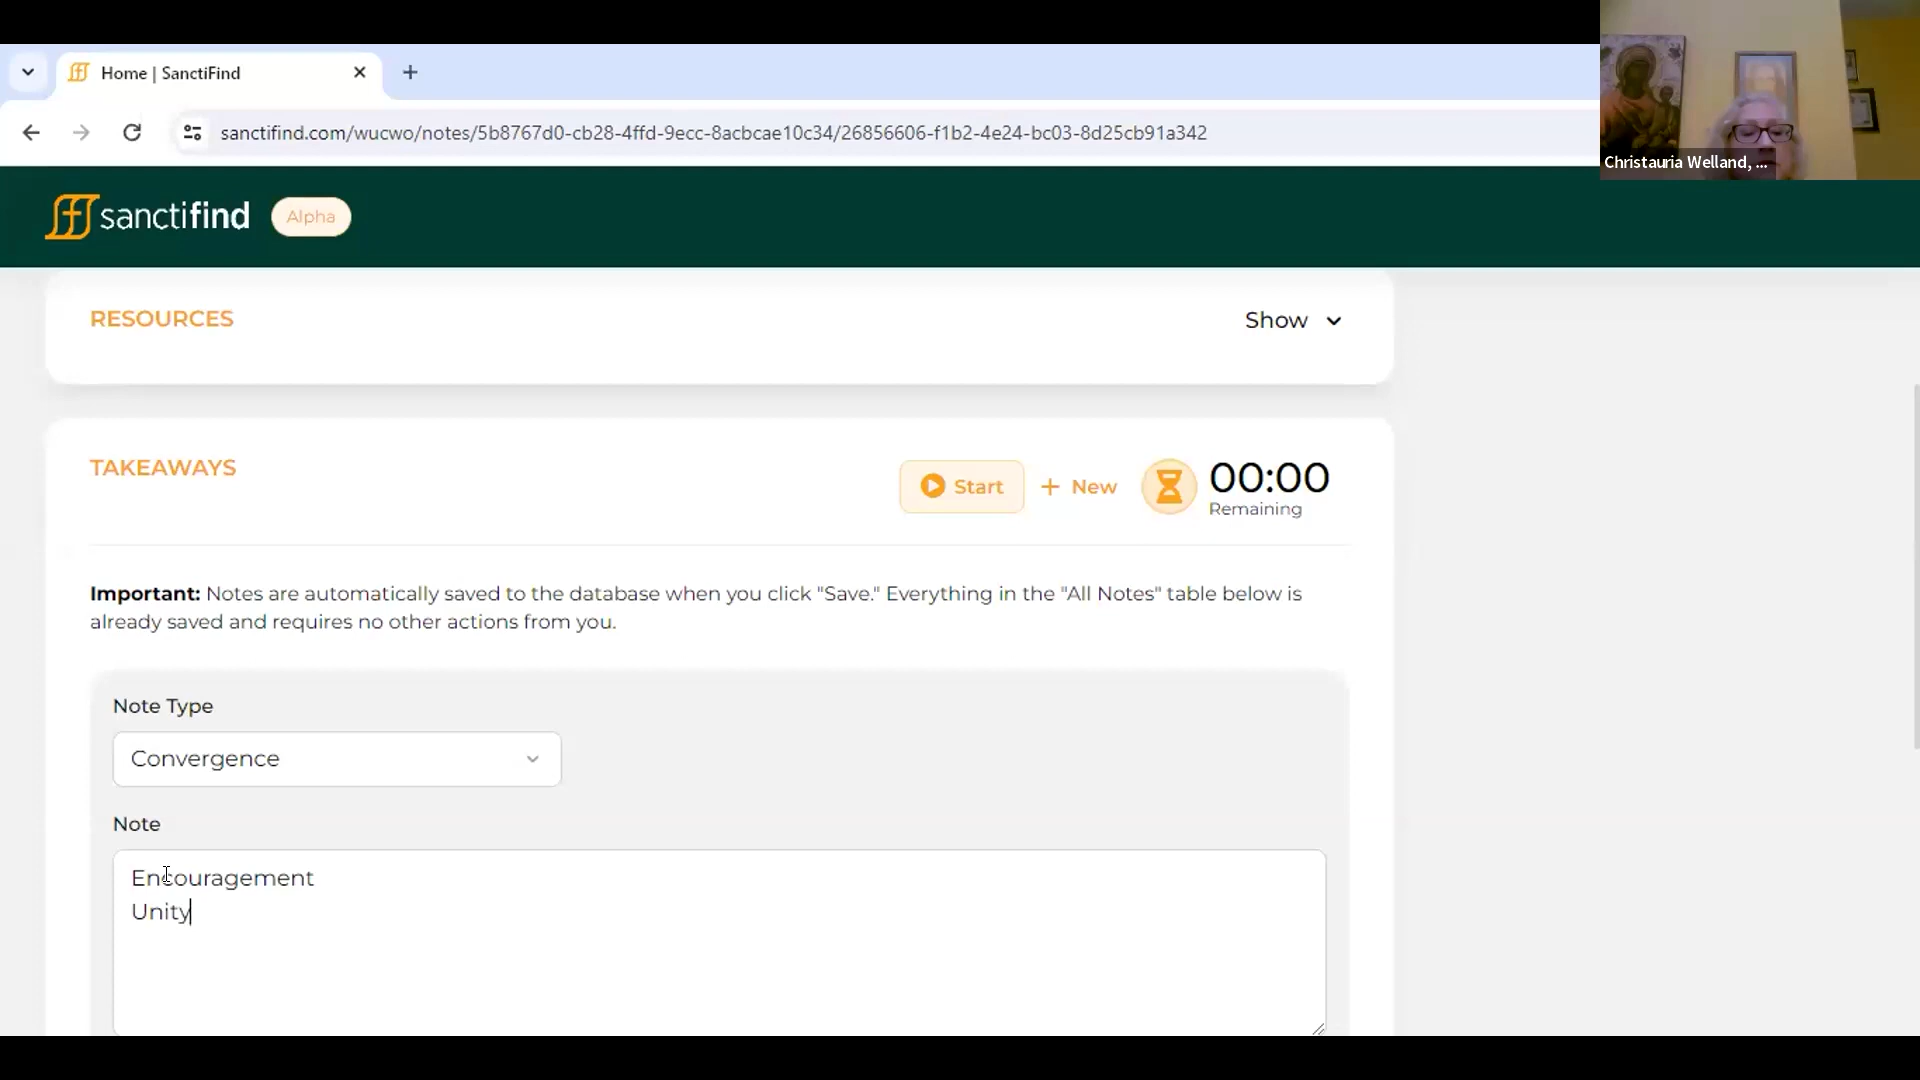 Home | SanctiFind
sanctifind.com/wucwo/notes/5b8767d0-cb28-4ffd-9ecc-8acbcae10c34/26856606-f1b2-4e24-bc03-8d25cb91a342
Christauria Welland, ...
sanctifind Alpha
RESOURCES
Show
TAKEAWAYS
Start
+ New
00:00
Remaining
Important: Notes are automatically saved to the database when you click "Save." Everything in the "All Notes" table below is
already saved and requires no other actions from you.
Note Type
Convergence
Note
Encouragement
Unity